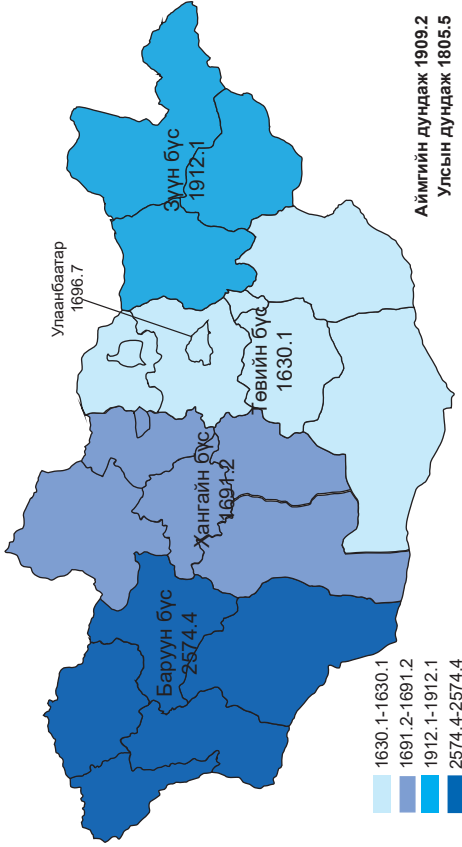 Баруун бүс
2574.4
Хангайн бүс
1691.2
Улаанбаатар
1696.7
Төвийн бүс
1630.1
Зүүн бүс
1912.1
Аймгийн дундаж 1909.2
Улсын дундаж 1805.5
1630.1-1630.1
1691.2-1691.2
1912.1-1912.1
2574.4-2574.4